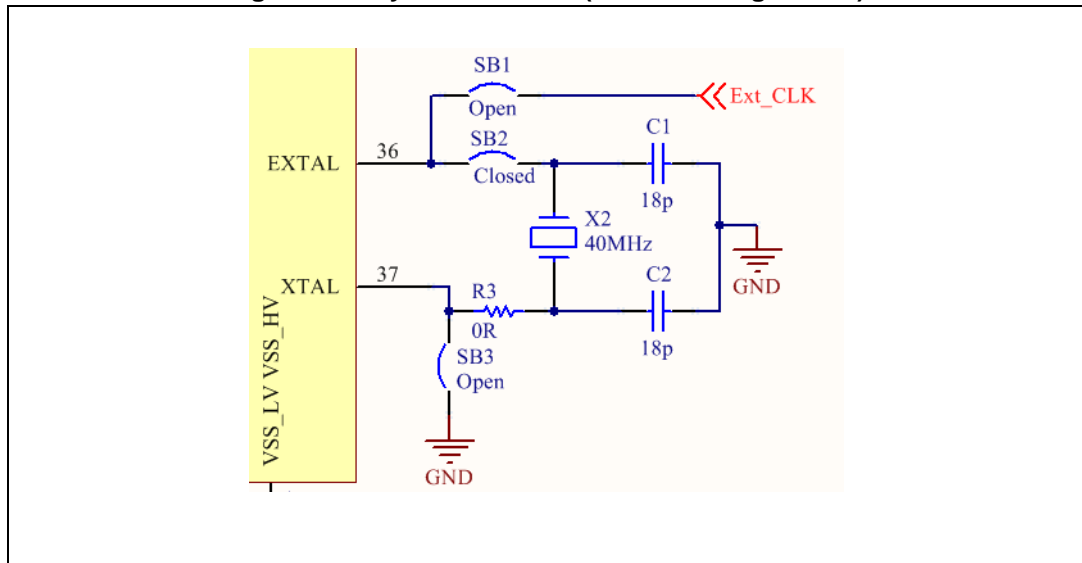 SB1
Open
Ext_CLK
SB2
Closed
C1
18p
EXTAL
36
X2
40MHz
XTAL
37
R3
0R
C2
18p
GND
SB3
Open
GND
VSS_LV VSS_HV